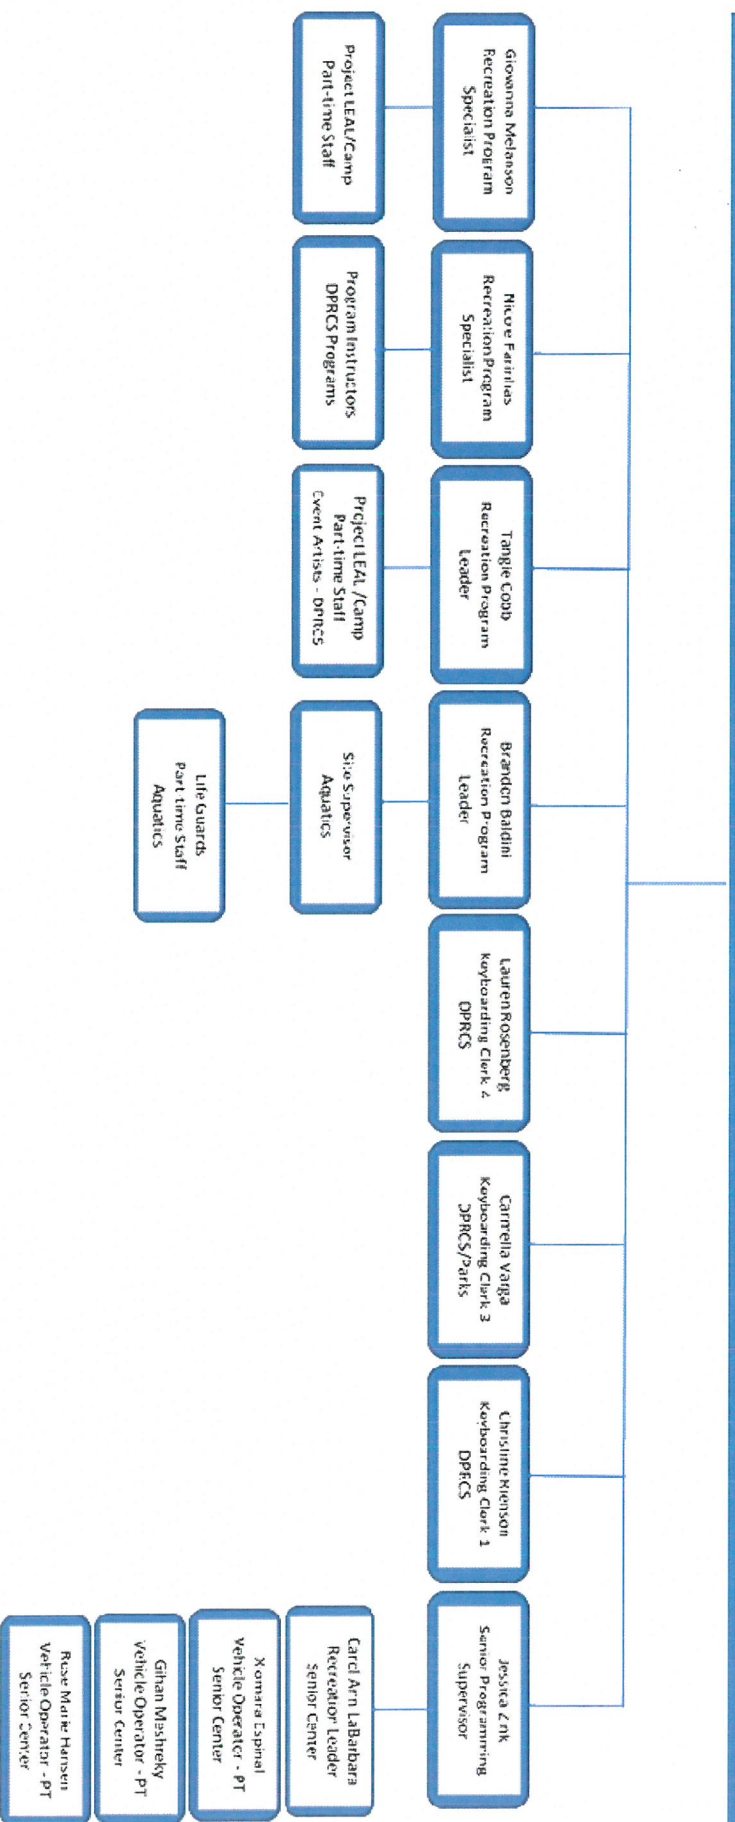 Giovanna Melanson
Recreation Program
Specialist
Nicole Farinhas
Recreation Program
Specialist
Tangie Cobb
Recreation Program
Leader
Brandon Baldini
Recreation Program
Leader
Lauren Rosenberg
Keyboarding Clerk 4
DPRCS
Carmella Varga
Keyboarding Clerk 3
DPRCS/Parks
Christine
Keyboarding Clerk 1
DPRCS
Jessica Zink
Senior Programming
Supervisor
Project LEAL/Camp
Part-time Staff
Program Instructors
DPRCS Programs
Project LEAL /Camp
Part-time Staff
Event Artists - DPRCS
Site Supervisor
Aquatics
Carol Ann LaBarbara
Recreation Leader
Senior Center
Life Guards
Part-time Staff
Aquatics
Xiomara Espinal
Vehicle Operator - PT
Senior Center
Gihan Meshreky
Vehicle Operator - PT
Senior Center
Rose Marie Hansen
Vehicle Operator - PT
Senior Center